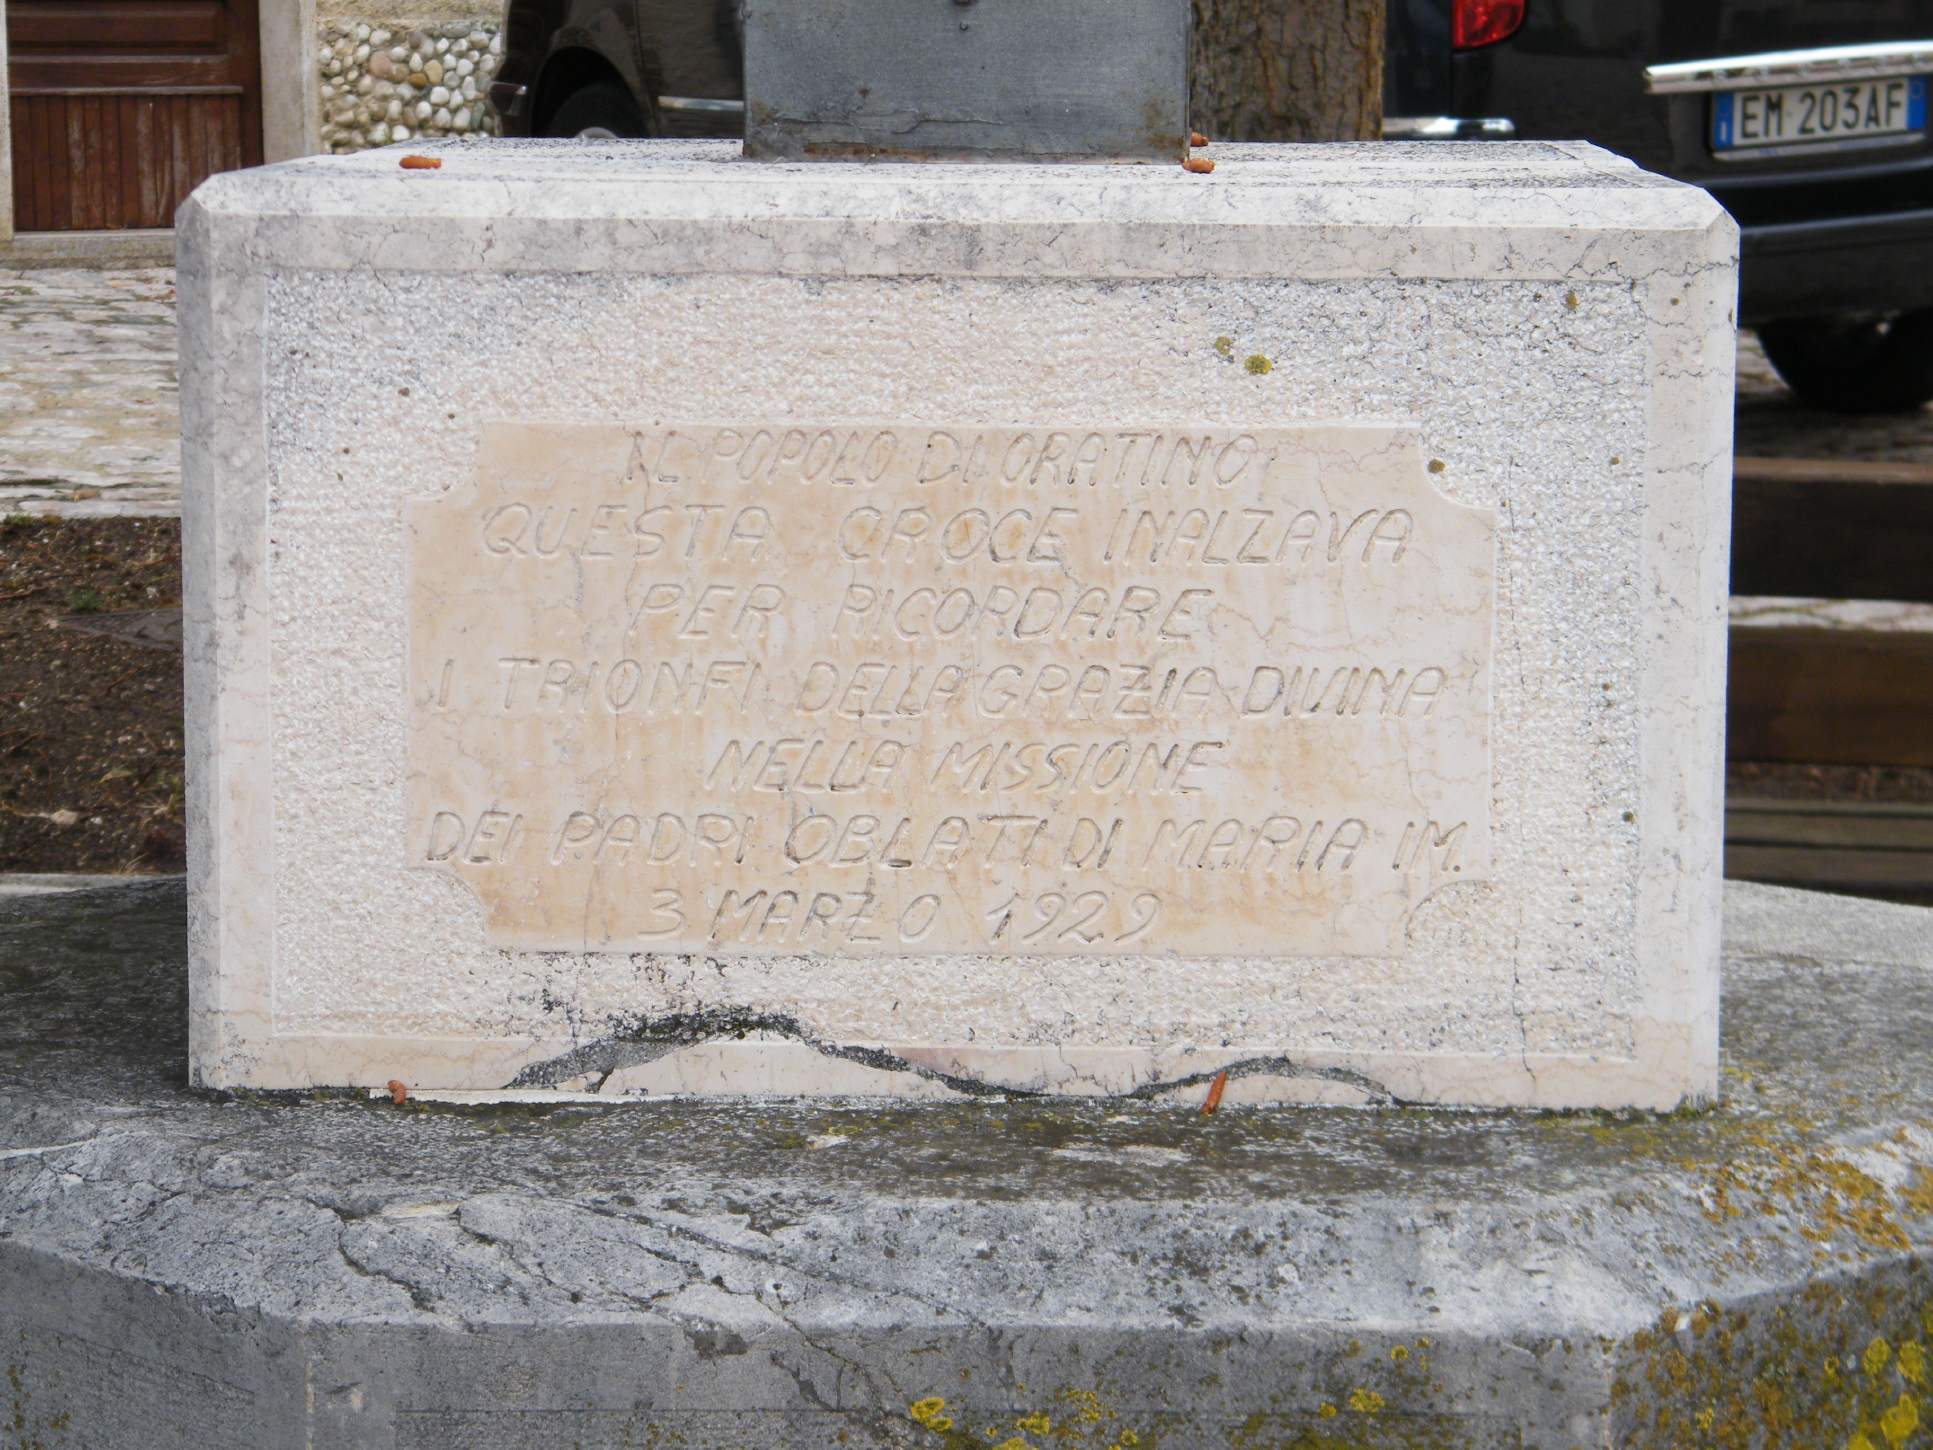 EM 203AF
I
IL POPOLO DI ORATINO
QUESTA CROCE INALZAVA
PER RICORDARE
I TRIONFI DELLA GRAZIA DIVINA
NELLA MISSIONE
DEI PADRI OBLATI DI MARIA IM.
3 MARZO 1929